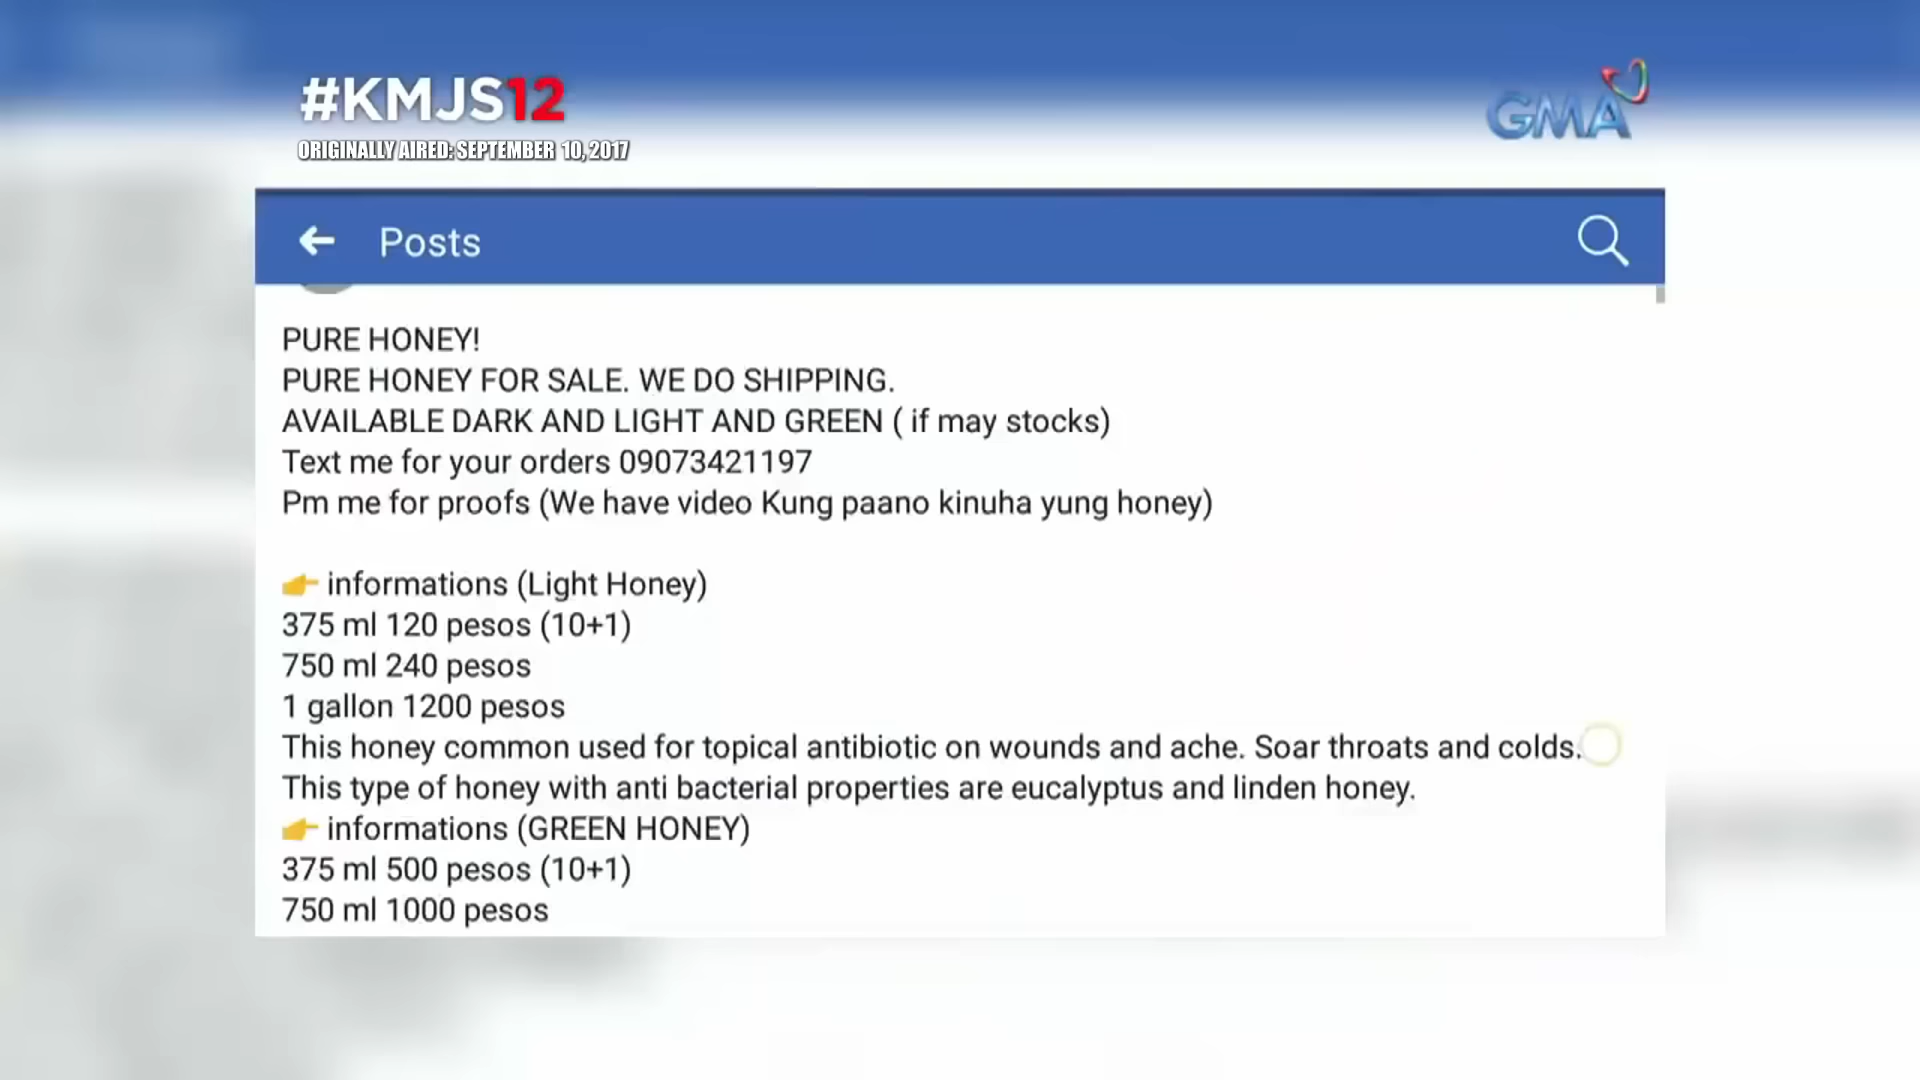 #KMJS12
ORIGINALLY AIRED: SEPTEMBER 10, 2017
GMA
Posts
PURE HONEY!
PURE HONEY FOR SALE. WE DO SHIPPING.
AVAILABLE DARK AND LIGHT AND GREEN ( if may stocks)
Text me for your orders 09073421197
Pm me for proofs (We have video Kung paano kinuha yung honey)
👉 informations (Light Honey)
375 ml 120 pesos (10+1)
750 ml 240 pesos
1 gallon 1200 pesos
This honey common used for topical antibiotic on wounds and ache. Soar throats and colds.
This type of honey with anti bacterial properties are eucalyptus and linden honey.
👉 informations (GREEN HONEY)
375 ml 500 pesos (10+1)
750 ml 1000 pesos